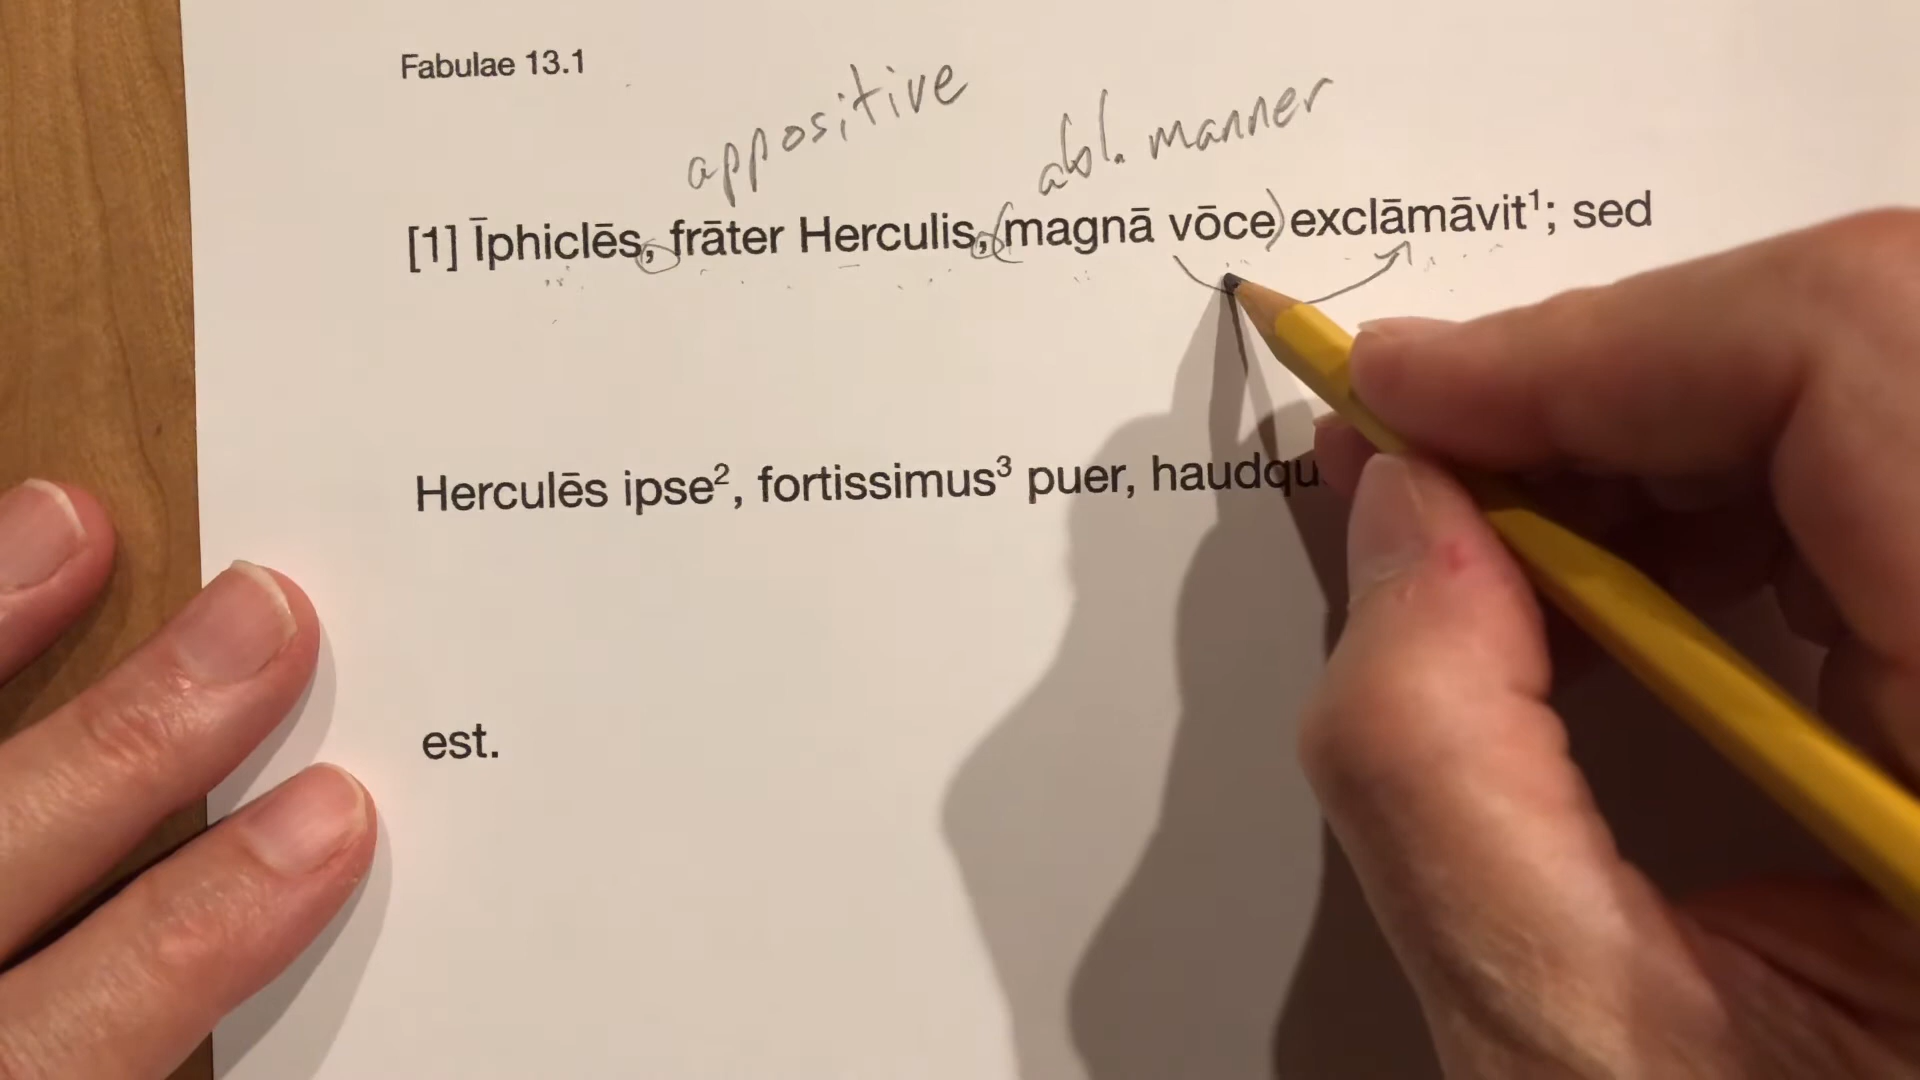 Fabulae 13.1
appositive abl. manner
[1] Īphiclēs, frāter Herculis, (magnā vōce) exclāmāvit¹; sed
Herculēs ipse², fortissimus³ puer,
est.